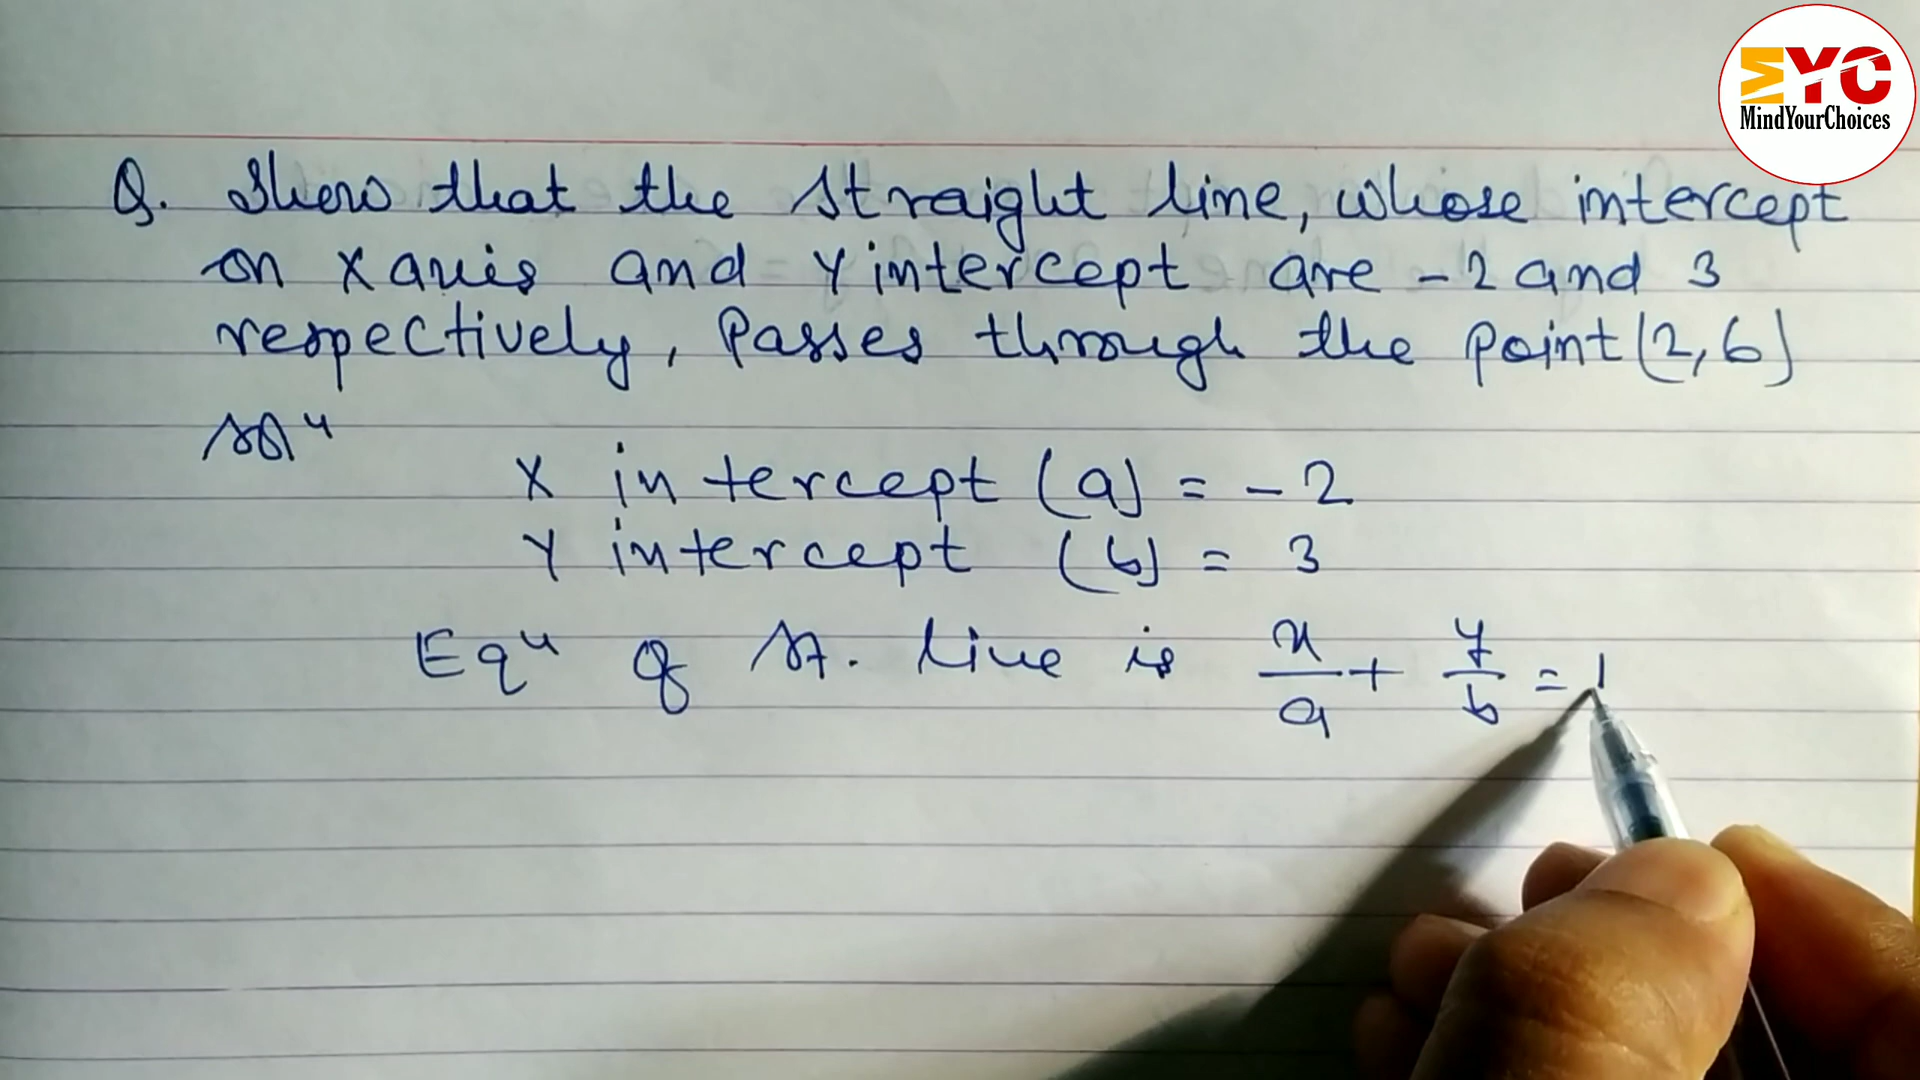 MYC
MindYourChoices
Q. Show that the straight line, whose intercept
on X axis and Y intercept are -2 and 3
respectively, Passes through the point (2,6)
Solⁿ
X intercept (a) = -2
Y intercept (b) = 3
Eqⁿ of St. line is x/a + y/b = 1